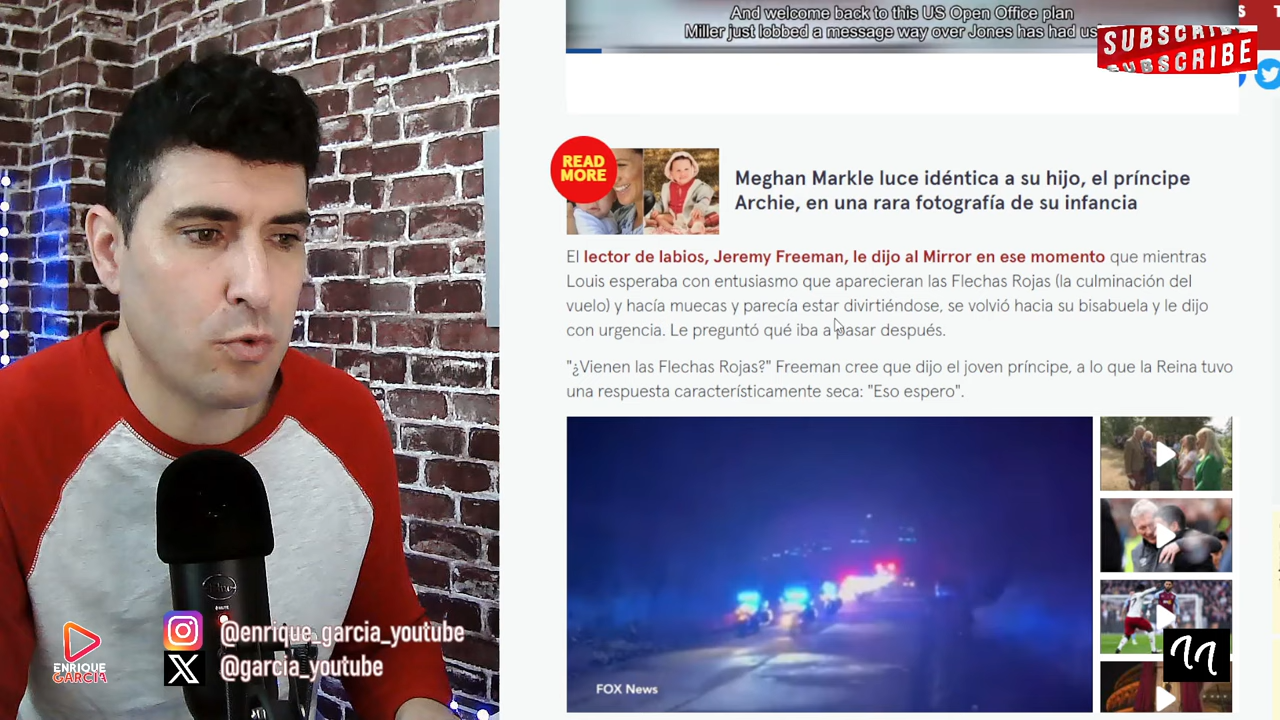 And welcome back to this US Open Office plan
Miller just lobbed a message way over Jones has had us
SUBSCRIBE
SUBSCRIBE
READ
MORE
Meghan Markle luce idéntica a su hijo, el príncipe
Archie, en una rara fotografía de su infancia
El lector de labios, Jeremy Freeman, le dijo al Mirror en ese momento que mientras
Louis esperaba con entusiasmo que aparecieran las Flechas Rojas (la culminación del
vuelo) y hacía muecas y parecía estar divirtiéndose, se volvió hacia su bisabuela y le dijo
con urgencia. Le preguntó qué iba a pasar después.
"¿Vienen las Flechas Rojas?" Freeman cree que dijo el joven príncipe, a lo que la Reina tuvo
una respuesta característicamente seca: "Eso espero".
FOX News
@enrique_garcia_youtube
@garcia_youtube
ENRIQUE
GARCIA